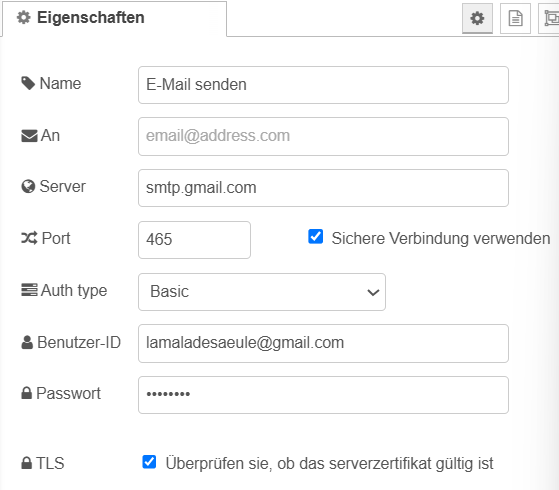 Eigenschaften
Name E-Mail senden
An email@address.com
Server smtp.gmail.com
Port 465 Sichere Verbindung verwenden
Auth type Basic
Benutzer-ID lamaladesaeule@gmail.com
Passwort ••••••••
TLS Überprüfen sie, ob das serverzertifikat gültig ist